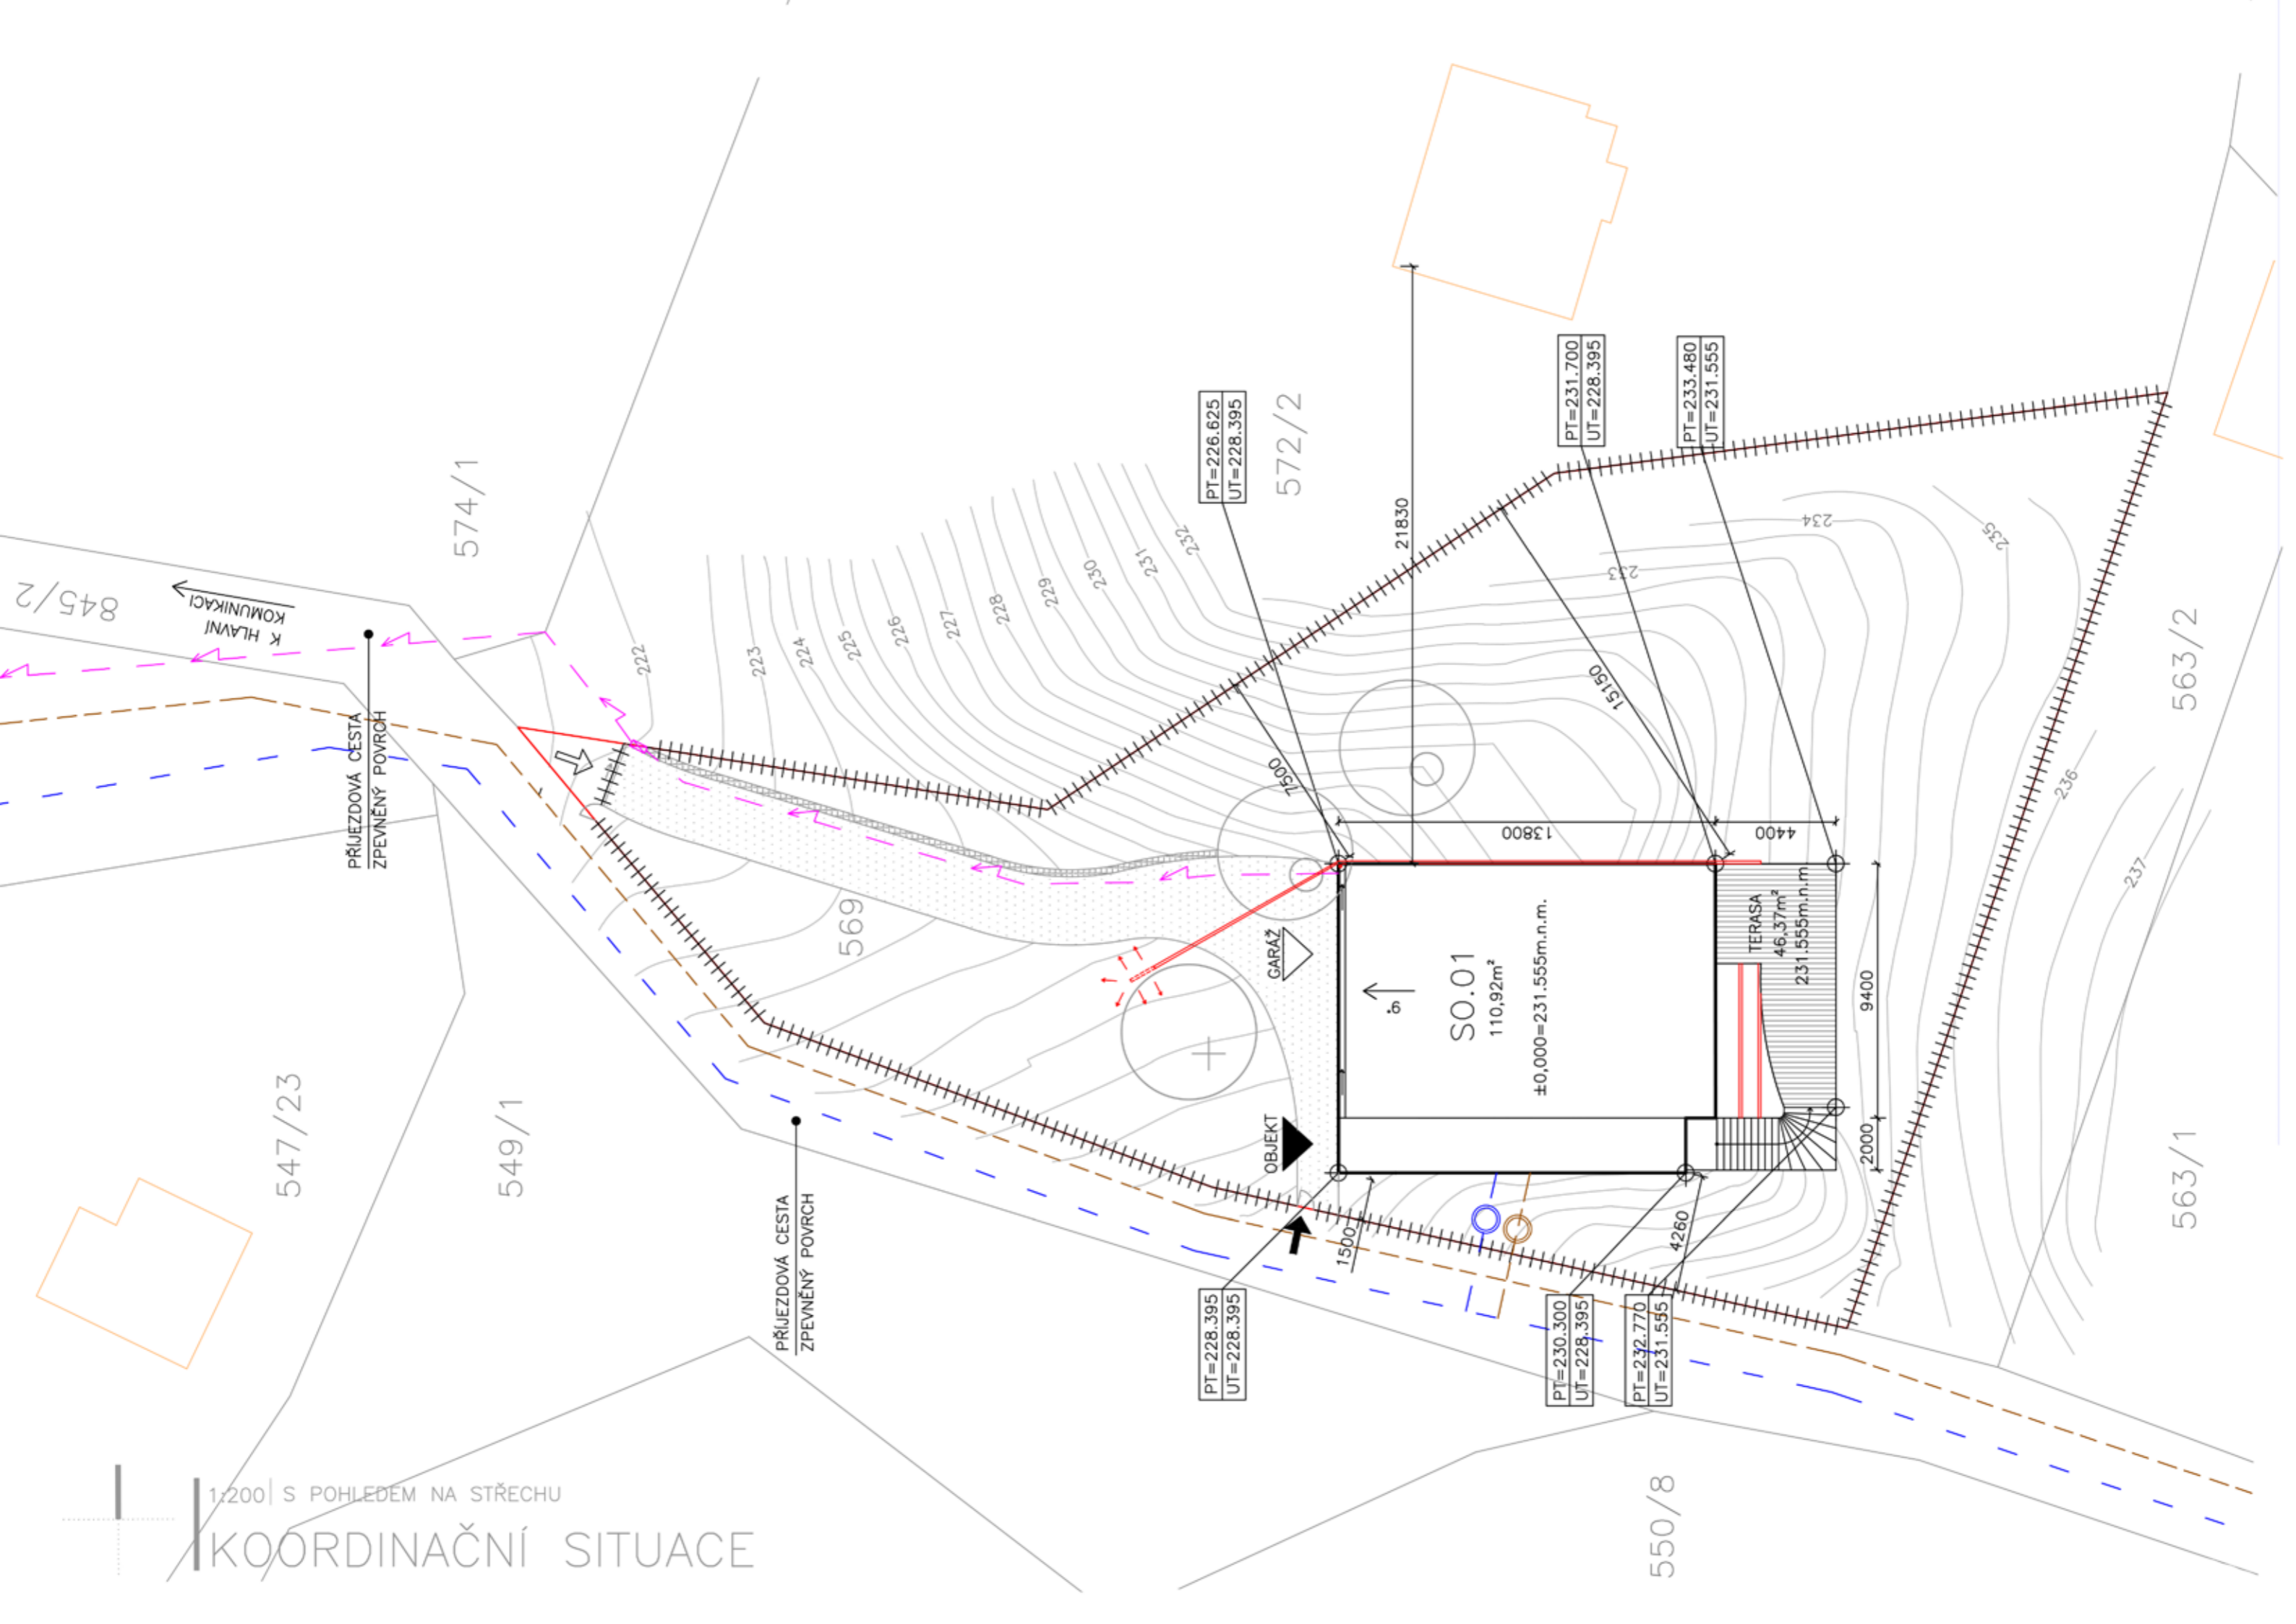 845/2
K HLAVNÍ
KOMUNIKACI
574/1
PŘÍJEZDOVÁ CESTA
ZPEVNĚNÝ POVRCH
222
223
224
225
226
227
228
229
230
231
232
PT=226.625
UT=228.395
572/2
21830
PT=231.700
UT=228.395
PT=233.480
UT=231.555
233
234
235
236
237
563/2
7500
15150
13800
4400
569
GARÁŽ
6°
SO.01
110,92m²
±0,000=231.555m.n.m.
TERASA
46,37m²
231.555m.n.m
9400
2000
OBJEKT
547/23
549/1
PŘÍJEZDOVÁ CESTA
ZPEVNĚNÝ POVRCH
1500
4260
PT=228.395
UT=228.395
PT=230.300
UT=228.395
PT=232.770
UT=231.555
563/1
550/8
1:200 S POHLEDEM NA STŘECHU
KOORDINAČNÍ SITUACE